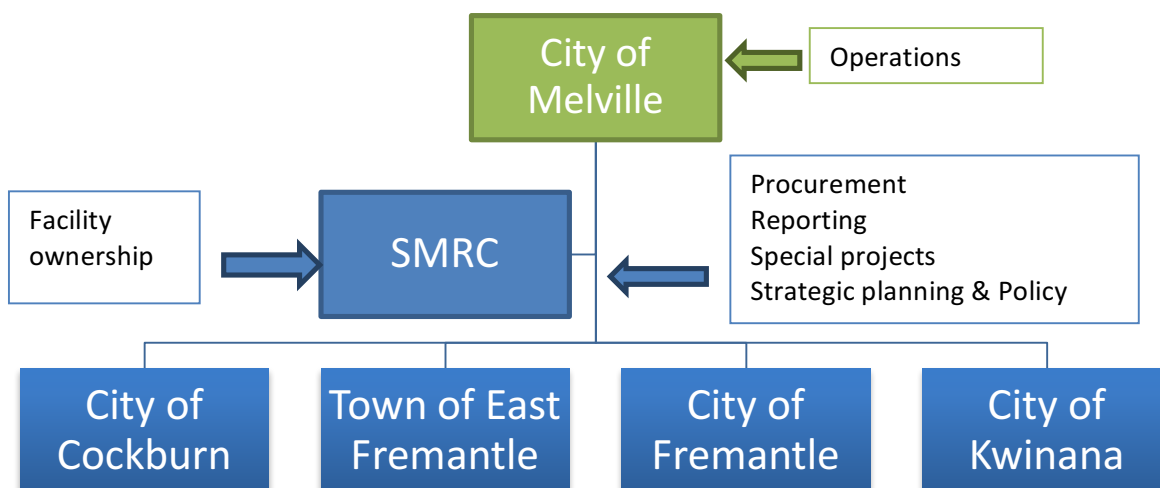 City of
Melville
Operations
Facility
ownership
SMRC
Procurement
Reporting
Special projects
Strategic planning & Policy
City of
Cockburn
Town of East
Fremantle
City of
Fremantle
City of
Kwinana